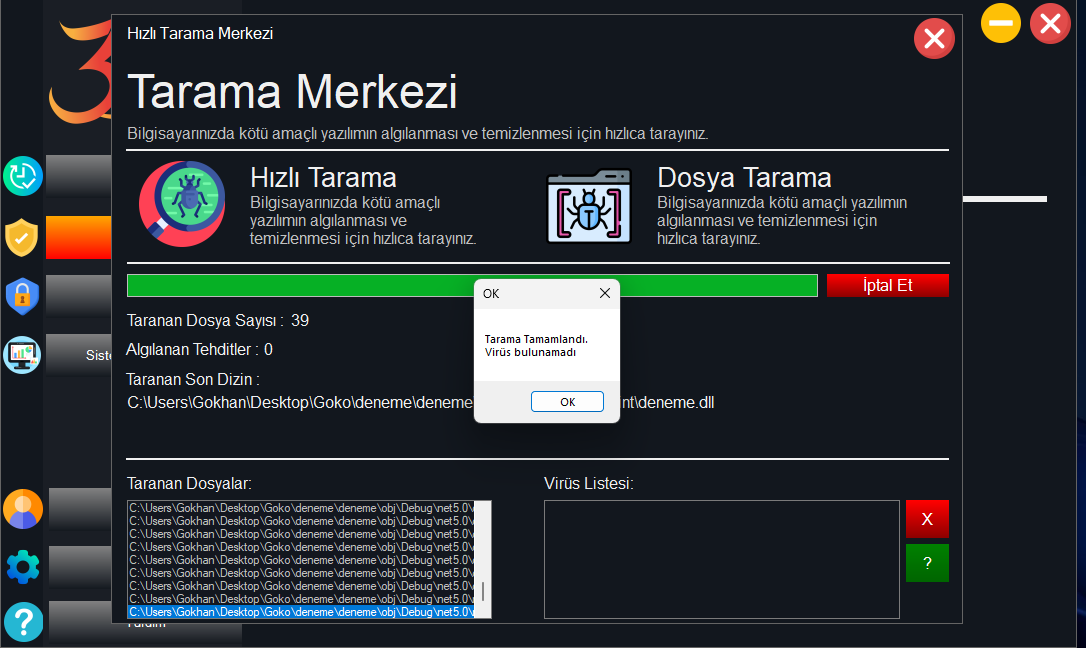 Hızlı Tarama Merkezi
Tarama Merkezi
Bilgisayarınızda kötü amaçlı yazılımın algılanması ve temizlenmesi için hızlıca tarayınız.
Hızlı Tarama
Bilgisayarınızda kötü amaçlı
yazılımın algılanması ve
temizlenmesi için hızlıca tarayınız.
Dosya Tarama
Bilgisayarınızda kötü amaçlı yazılımın
algılanması ve temizlenmesi için
hızlıca tarayınız.
İptal Et
OK
Tarama Tamamlandı.
Virüs bulunamadı
OK
Taranan Dosya Sayısı : 39
Algılanan Tehditler : 0
Siste
Taranan Son Dizin :
C:\Users\Gokhan\Desktop\Goko\deneme\deneme
nt\deneme.dll
Taranan Dosyalar:
C:\Users\Gokhan\Desktop\Goko\deneme\deneme\obj\Debug\net5.0\
C:\Users\Gokhan\Desktop\Goko\deneme\deneme\obj\Debug\net5.0\
C:\Users\Gokhan\Desktop\Goko\deneme\deneme\obj\Debug\net5.0\
C:\Users\Gokhan\Desktop\Goko\deneme\deneme\obj\Debug\net5.0\
C:\Users\Gokhan\Desktop\Goko\deneme\deneme\obj\Debug\net5.0\
C:\Users\Gokhan\Desktop\Goko\deneme\deneme\obj\Debug\net5.0\
C:\Users\Gokhan\Desktop\Goko\deneme\deneme\obj\Debug\net5.0\
C:\Users\Gokhan\Desktop\Goko\deneme\deneme\obj\Debug\net5.0\
C:\Users\Gokhan\Desktop\Goko\deneme\deneme\obj\Debug\net5.0\
Virüs Listesi:
X
?